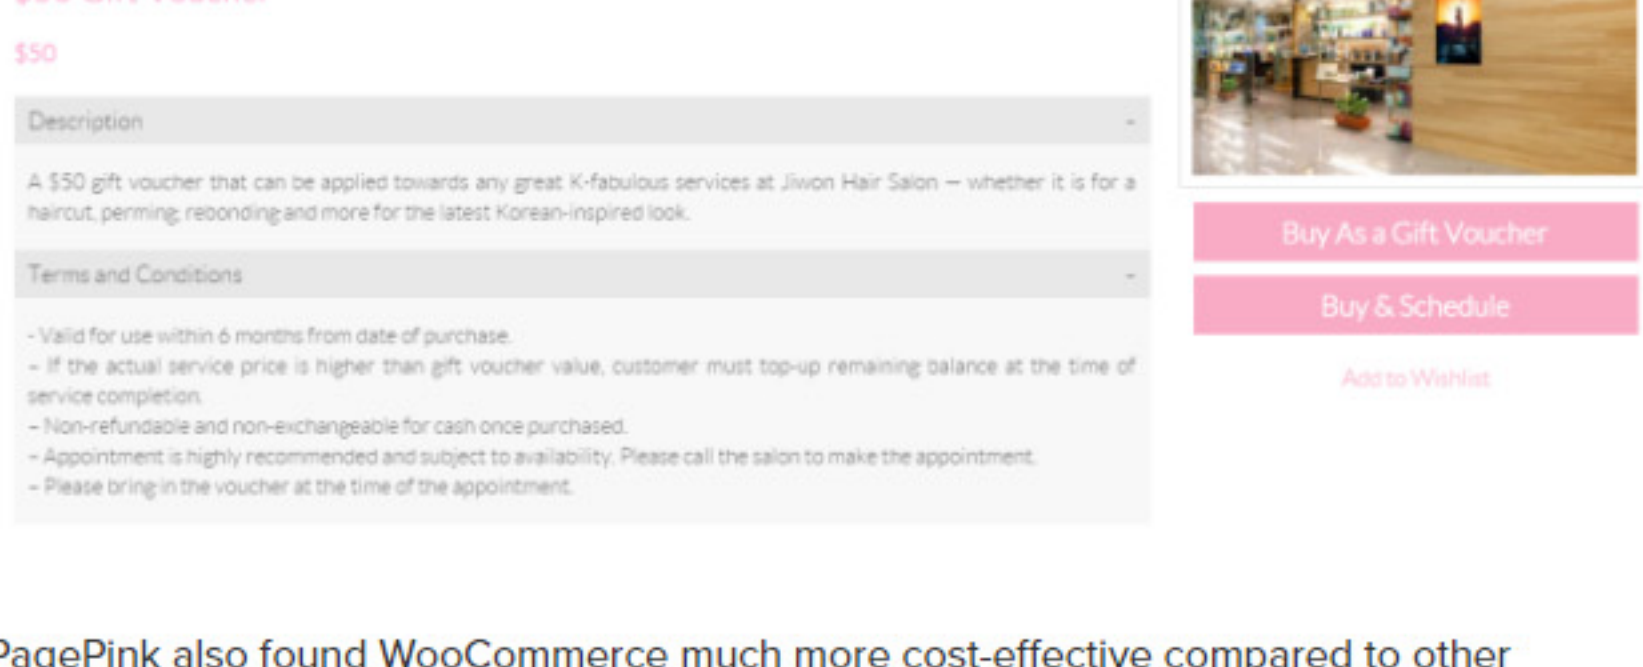 $50 Gift Voucher
$50
Description -
A $50 gift voucher that can be applied towards any great K-fabulous services at Jiwon Hair Salon — whether it is for a
haircut, perming, rebonding and more for the latest Korean-inspired look.
Terms and Conditions -
- Valid for use within 6 months from date of purchase.
– If the actual service price is higher than gift voucher value, customer must top-up remaining balance at the time of
service completion.
– Non-refundable and non-exchangeable for cash once purchased.
– Appointment is highly recommended and subject to availability. Please call the salon to make the appointment.
– Please bring in the voucher at the time of the appointment.
Buy As a Gift Voucher
Buy & Schedule
Add to Wishlist
PagePink also found WooCommerce much more cost-effective compared to other